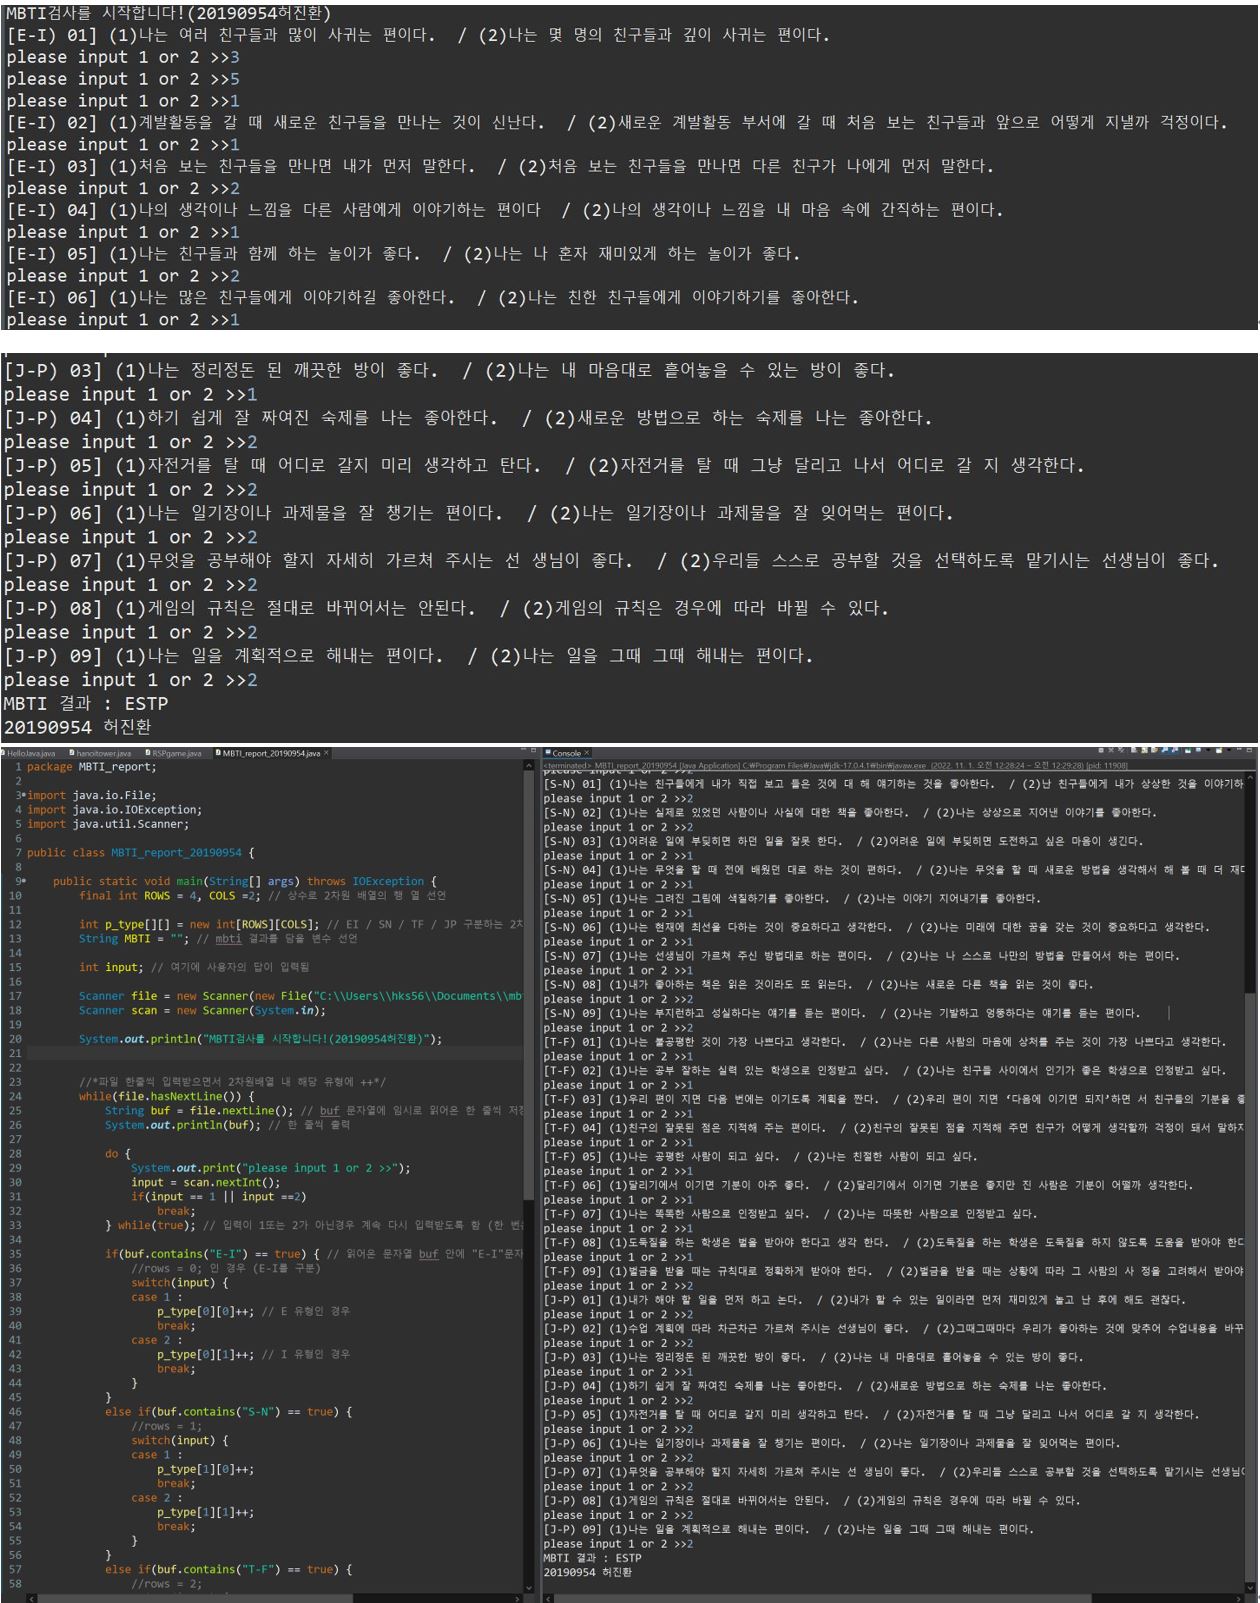 MBTI검사를 시작합니다!(20190954허진환)
[E-I) 01] (1)나는 여러 친구들과 많이 사귀는 편이다.  / (2)나는 몇 명의 친구들과 깊이 사귀는 편이다.
please input 1 or 2 >>3
please input 1 or 2 >>5
please input 1 or 2 >>1
[E-I) 02] (1)계발활동을 갈 때 새로운 친구들을 만나는 것이 신난다.  / (2)새로운 계발활동 부서에 갈 때 처음 보는 친구들과 앞으로 어떻게 지낼까 걱정이다.
please input 1 or 2 >>1
[E-I) 03] (1)처음 보는 친구들을 만나면 내가 먼저 말한다.  / (2)처음 보는 친구들을 만나면 다른 친구가 나에게 먼저 말한다.
please input 1 or 2 >>2
[E-I) 04] (1)나의 생각이나 느낌을 다른 사람에게 이야기하는 편이다  / (2)나의 생각이나 느낌을 내 마음 속에 간직하는 편이다.
please input 1 or 2 >>1
[E-I) 05] (1)나는 친구들과 함께 하는 놀이가 좋다.  / (2)나는 나 혼자 재미있게 하는 놀이가 좋다.
please input 1 or 2 >>2
[E-I) 06] (1)나는 많은 친구들에게 이야기하길 좋아한다.  / (2)나는 친한 친구들에게 이야기하기를 좋아한다.
please input 1 or 2 >>1
[J-P) 03] (1)나는 정리정돈 된 깨끗한 방이 좋다.  / (2)나는 내 마음대로 흩어놓을 수 있는 방이 좋다.
please input 1 or 2 >>1
[J-P) 04] (1)하기 쉽게 잘 짜여진 숙제를 나는 좋아한다.  / (2)새로운 방법으로 하는 숙제를 나는 좋아한다.
please input 1 or 2 >>2
[J-P) 05] (1)자전거를 탈 때 어디로 갈지 미리 생각하고 탄다.  / (2)자전거를 탈 때 그냥 달리고 나서 어디로 갈 지 생각한다.
please input 1 or 2 >>2
[J-P) 06] (1)나는 일기장이나 과제물을 잘 챙기는 편이다.  / (2)나는 일기장이나 과제물을 잘 잊어먹는 편이다.
please input 1 or 2 >>2
[J-P) 07] (1)무엇을 공부해야 할지 자세히 가르쳐 주시는 선 생님이 좋다.  / (2)우리들 스스로 공부할 것을 선택하도록 맡기시는 선생님이 좋다.
please input 1 or 2 >>2
[J-P) 08] (1)게임의 규칙은 절대로 바뀌어서는 안된다.  / (2)게임의 규칙은 경우에 따라 바뀔 수 있다.
please input 1 or 2 >>2
[J-P) 09] (1)나는 일을 계획적으로 해내는 편이다.  / (2)나는 일을 그때 그때 해내는 편이다.
please input 1 or 2 >>2
MBTI 결과 : ESTP
20190954 허진환
HelloJava.java hanoitower.java RSPgame.java MBTI_report_20190954.java
1 package MBTI_report;
2
3 import java.io.File;
4 import java.io.IOException;
5 import java.util.Scanner;
6
7 public class MBTI_report_20190954 {
8
9 public static void main(String[] args) throws IOException {
10 final int ROWS = 4, COLS =2; // 상수로 2차원 배열의 행 열 선언
11
12 int p_type[][] = new int[ROWS][COLS]; // EI / SN / TF / JP 구분하는 2차
13 String MBTI = ""; // mbti 결과를 담을 변수 선언
14
15 int input; // 여기에 사용자의 답이 입력됨
16
17 Scanner file = new Scanner(new File("C:\\Users\\hks56\\Documents\\mb
18 Scanner scan = new Scanner(System.in);
19
20 System.out.println("MBTI검사를 시작합니다!(20190954허진환)");
21
22
23 //*파일 한줄씩 입력받으면서 2차원배열 내 해당 유형에 ++*/
24 while(file.hasNextLine()) {
25 String buf = file.nextLine(); // buf 문자열에 임시로 읽어온 한 줄씩 저장
26 System.out.println(buf); // 한 줄씩 출력
27
28 do {
29 System.out.print("please input 1 or 2 >>");
30 input = scan.nextInt();
31 if(input == 1 || input ==2)
32 break;
33 } while(true); // 입력이 1또는 2가 아닌경우 계속 다시 입력받도록 함 (한 번은
34
35 if(buf.contains("E-I") == true) { // 읽어온 문자열 buf 안에 "E-I"문자
36 //rows = 0; 인 경우 (E-I를 구분)
37 switch(input) {
38 case 1 :
39 p_type[0][0]++; // E 유형인 경우
40 break;
41 case 2 :
42 p_type[0][1]++; // I 유형인 경우
43 break;
44 }
45 }
46 else if(buf.contains("S-N") == true) {
47 //rows = 1;
48 switch(input) {
49 case 1 :
50 p_type[1][0]++;
51 break;
52 case 2 :
53 p_type[1][1]++;
54 break;
55 }
56 }
57 else if(buf.contains("T-F") == true) {
58 //rows = 2;
Console
<terminated> MBTI_report_20190954 [Java Application] C:₩Program Files₩Java₩jdk-17.0.4.1₩bin₩javaw.exe (2022. 11. 1. 오전 12:28:24 – 오전 12:29:28) [pid: 11908]
please input 1 or 2 >>2
[S-N) 01] (1)나는 친구들에게 내가 직접 보고 들은 것에 대 해 얘기하는 것을 좋아한다.  / (2)난 친구들에게 내가 상상한 것을 이야기하
please input 1 or 2 >>2
[S-N) 02] (1)나는 실제로 있었던 사람이나 사실에 대한 책을 좋아한다.  / (2)나는 상상으로 지어낸 이야기를 좋아한다.
please input 1 or 2 >>2
[S-N) 03] (1)어려운 일에 부딪히면 하던 일을 잘못 한다.  / (2)어려운 일에 부딪히면 도전하고 싶은 마음이 생긴다.
please input 1 or 2 >>1
[S-N) 04] (1)나는 무엇을 할 때 전에 배웠던 대로 하는 것이 편하다.  / (2)나는 무엇을 할 때 새로운 방법을 생각해서 해 볼 때 더 재미
please input 1 or 2 >>1
[S-N) 05] (1)나는 그려진 그림에 색칠하기를 좋아한다.  / (2)나는 이야기 지어내기를 좋아한다.
please input 1 or 2 >>1
[S-N) 06] (1)나는 현재에 최선을 다하는 것이 중요하다고 생각한다.  / (2)나는 미래에 대한 꿈을 갖는 것이 중요하다고 생각한다.
please input 1 or 2 >>1
[S-N) 07] (1)나는 선생님이 가르쳐 주신 방법대로 하는 편이다.  / (2)나는 나 스스로 나만의 방법을 만들어서 하는 편이다.
please input 1 or 2 >>1
[S-N) 08] (1)내가 좋아하는 책은 읽은 것이라도 또 읽는다.  / (2)나는 새로운 다른 책을 읽는 것이 좋다.
please input 1 or 2 >>2
[S-N) 09] (1)나는 부지런하고 성실하다는 얘기를 듣는 편이다.  / (2)나는 기발하고 엉뚱하다는 얘기를 듣는 편이다.
please input 1 or 2 >>1
[T-F) 01] (1)나는 불공평한 것이 가장 나쁘다고 생각한다.  / (2)나는 다른 사람의 마음에 상처를 주는 것이 가장 나쁘다고 생각한다.
please input 1 or 2 >>1
[T-F) 02] (1)나는 공부 잘하는 실력 있는 학생으로 인정받고 싶다.  / (2)나는 친구들 사이에서 인기가 좋은 학생으로 인정받고 싶다.
please input 1 or 2 >>2
[T-F) 03] (1)우리 편이 지면 다음 번에는 이기도록 계획을 짠다.  / (2)우리 편이 지면 ‘다음에 이기면 되지’하면 서 친구들의 기분을 좋
please input 1 or 2 >>1
[T-F) 04] (1)친구의 잘못된 점은 지적해 주는 편이다.  / (2)친구의 잘못된 점을 지적해 주면 친구가 어떻게 생각할까 걱정이 돼서 말하지
please input 1 or 2 >>1
[T-F) 05] (1)나는 공평한 사람이 되고 싶다.  / (2)나는 친절한 사람이 되고 싶다.
please input 1 or 2 >>1
[T-F) 06] (1)달리기에서 이기면 기분이 아주 좋다.  / (2)달리기에서 이기면 기분은 좋지만 진 사람은 기분이 어떨까 생각한다.
please input 1 or 2 >>1
[T-F) 07] (1)나는 똑똑한 사람으로 인정받고 싶다.  / (2)나는 따뜻한 사람으로 인정받고 싶다.
please input 1 or 2 >>1
[T-F) 08] (1)도둑질을 하는 학생은 벌을 받아야 한다고 생각 한다.  / (2)도둑질을 하는 학생은 도둑질을 하지 않도록 도움을 받아야 한다
please input 1 or 2 >>1
[T-F) 09] (1)벌금을 받을 때는 규칙대로 정확하게 받아야 한다.  / (2)벌금을 받을 때는 상황에 따라 그 사람의 사 정을 고려해서 받아야
please input 1 or 2 >>2
[J-P) 01] (1)내가 해야 할 일을 먼저 하고 논다.  / (2)내가 할 수 있는 일이라면 먼저 재미있게 놀고 난 후에 해도 괜찮다.
please input 1 or 2 >>2
[J-P) 02] (1)수업 계획에 따라 차근차근 가르쳐 주시는 선생님이 좋다.  / (2)그때그때마다 우리가 좋아하는 것에 맞추어 수업내용을 바꾸
please input 1 or 2 >>1
[J-P) 03] (1)나는 정리정돈 된 깨끗한 방이 좋다.  / (2)나는 내 마음대로 흩어놓을 수 있는 방이 좋다.
please input 1 or 2 >>1
[J-P) 04] (1)하기 쉽게 잘 짜여진 숙제를 나는 좋아한다.  / (2)새로운 방법으로 하는 숙제를 나는 좋아한다.
please input 1 or 2 >>2
[J-P) 05] (1)자전거를 탈 때 어디로 갈지 미리 생각하고 탄다.  / (2)자전거를 탈 때 그냥 달리고 나서 어디로 갈 지 생각한다.
please input 1 or 2 >>2
[J-P) 06] (1)나는 일기장이나 과제물을 잘 챙기는 편이다.  / (2)나는 일기장이나 과제물을 잘 잊어먹는 편이다.
please input 1 or 2 >>2
[J-P) 07] (1)무엇을 공부해야 할지 자세히 가르쳐 주시는 선 생님이 좋다.  / (2)우리들 스스로 공부할 것을 선택하도록 맡기시는 선생님이
please input 1 or 2 >>2
[J-P) 08] (1)게임의 규칙은 절대로 바뀌어서는 안된다.  / (2)게임의 규칙은 경우에 따라 바뀔 수 있다.
please input 1 or 2 >>2
[J-P) 09] (1)나는 일을 계획적으로 해내는 편이다.  / (2)나는 일을 그때 그때 해내는 편이다.
please input 1 or 2 >>2
MBTI 결과 : ESTP
20190954 허진환